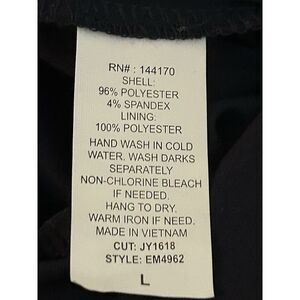 RN# : 144170
SHELL:
96% POLYESTER
4% SPANDEX
LINING:
100% POLYESTER
HAND WASH IN COLD
WATER. WASH DARKS
SEPARATELY
NON-CHLORINE BLEACH
IF NEEDED.
HANG TO DRY.
WARM IRON IF NEED.
MADE IN VIETNAM
CUT: JY1618
STYLE: EM4962
L